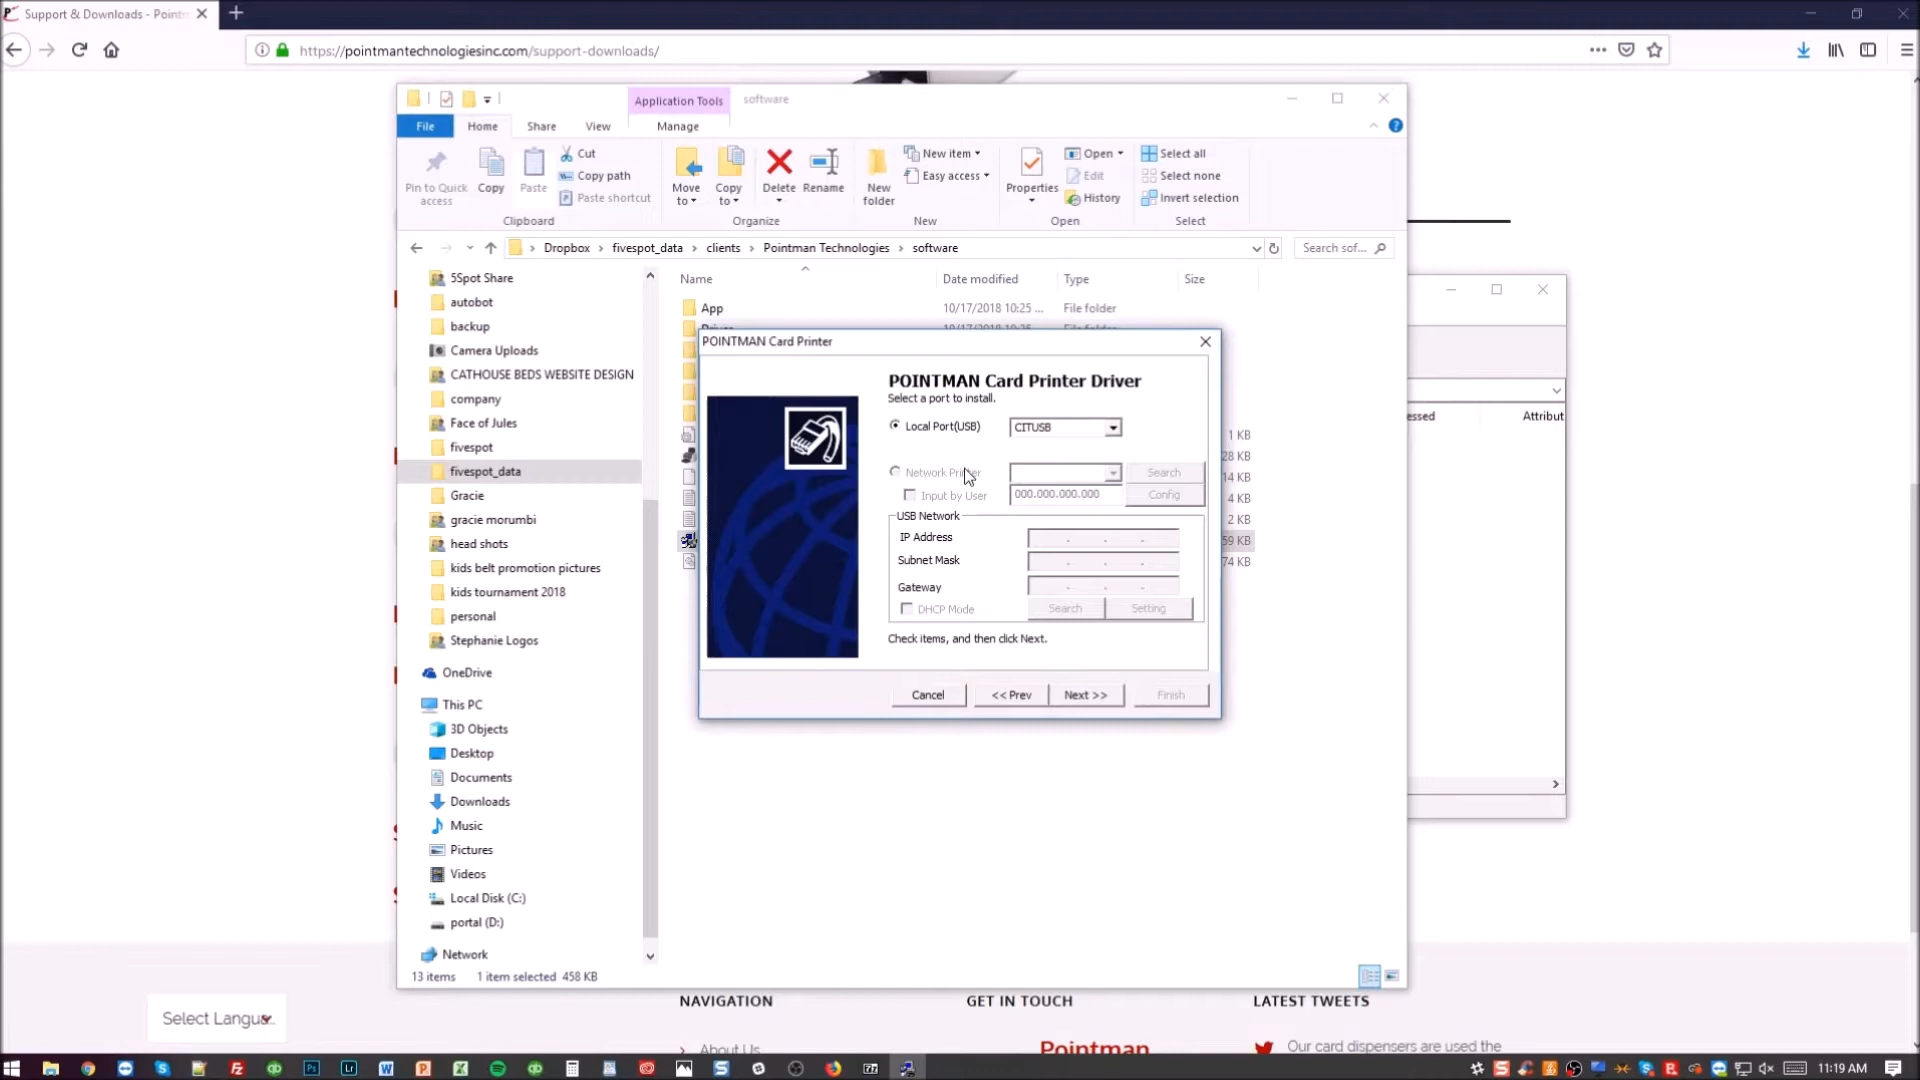 Support & Downloads - Point
https://pointmantechnologiesinc.com/support-downloads/
Application Tools
software
File
Home
Share
View
Manage
Pin to Quick access
Copy
Paste
Cut
Copy path
Paste shortcut
Clipboard
Move to
Copy to
Delete
Rename
Organize
New folder
New item
Easy access
New
Properties
Open
Edit
History
Open
Select all
Select none
Invert selection
Select
Dropbox > fivespot_data > clients > Pointman Technologies > software
Search sof...
5Spot Share
autobot
backup
Camera Uploads
CATHOUSE BEDS WEBSITE DESIGN
company
Face of Jules
fivespot
fivespot_data
Gracie
gracie morumbi
head shots
kids belt promotion pictures
kids tournament 2018
personal
Stephanie Logos
OneDrive
This PC
3D Objects
Desktop
Documents
Downloads
Music
Pictures
Videos
Local Disk (C:)
portal (D:)
Network
13 items 1 item selected 458 KB
Name Date modified Type Size
App 10/17/2018 10:25 ... File folder
1 KB
28 KB
14 KB
4 KB
2 KB
59 KB
74 KB
POINTMAN Card Printer
POINTMAN Card Printer Driver
Select a port to install.
Local Port(USB) CITUSB
Network Printer Search
Input by User 000.000.000.000 Config
USB Network
IP Address
Subnet Mask
Gateway
DHCP Mode Search Setting
Check items, and then click Next.
Cancel << Prev Next >> Finish
essed Attribut
Select Langua
NAVIGATION
GET IN TOUCH
LATEST TWEETS
About Us
Pointman
Our card dispensers are used the
11:19 AM